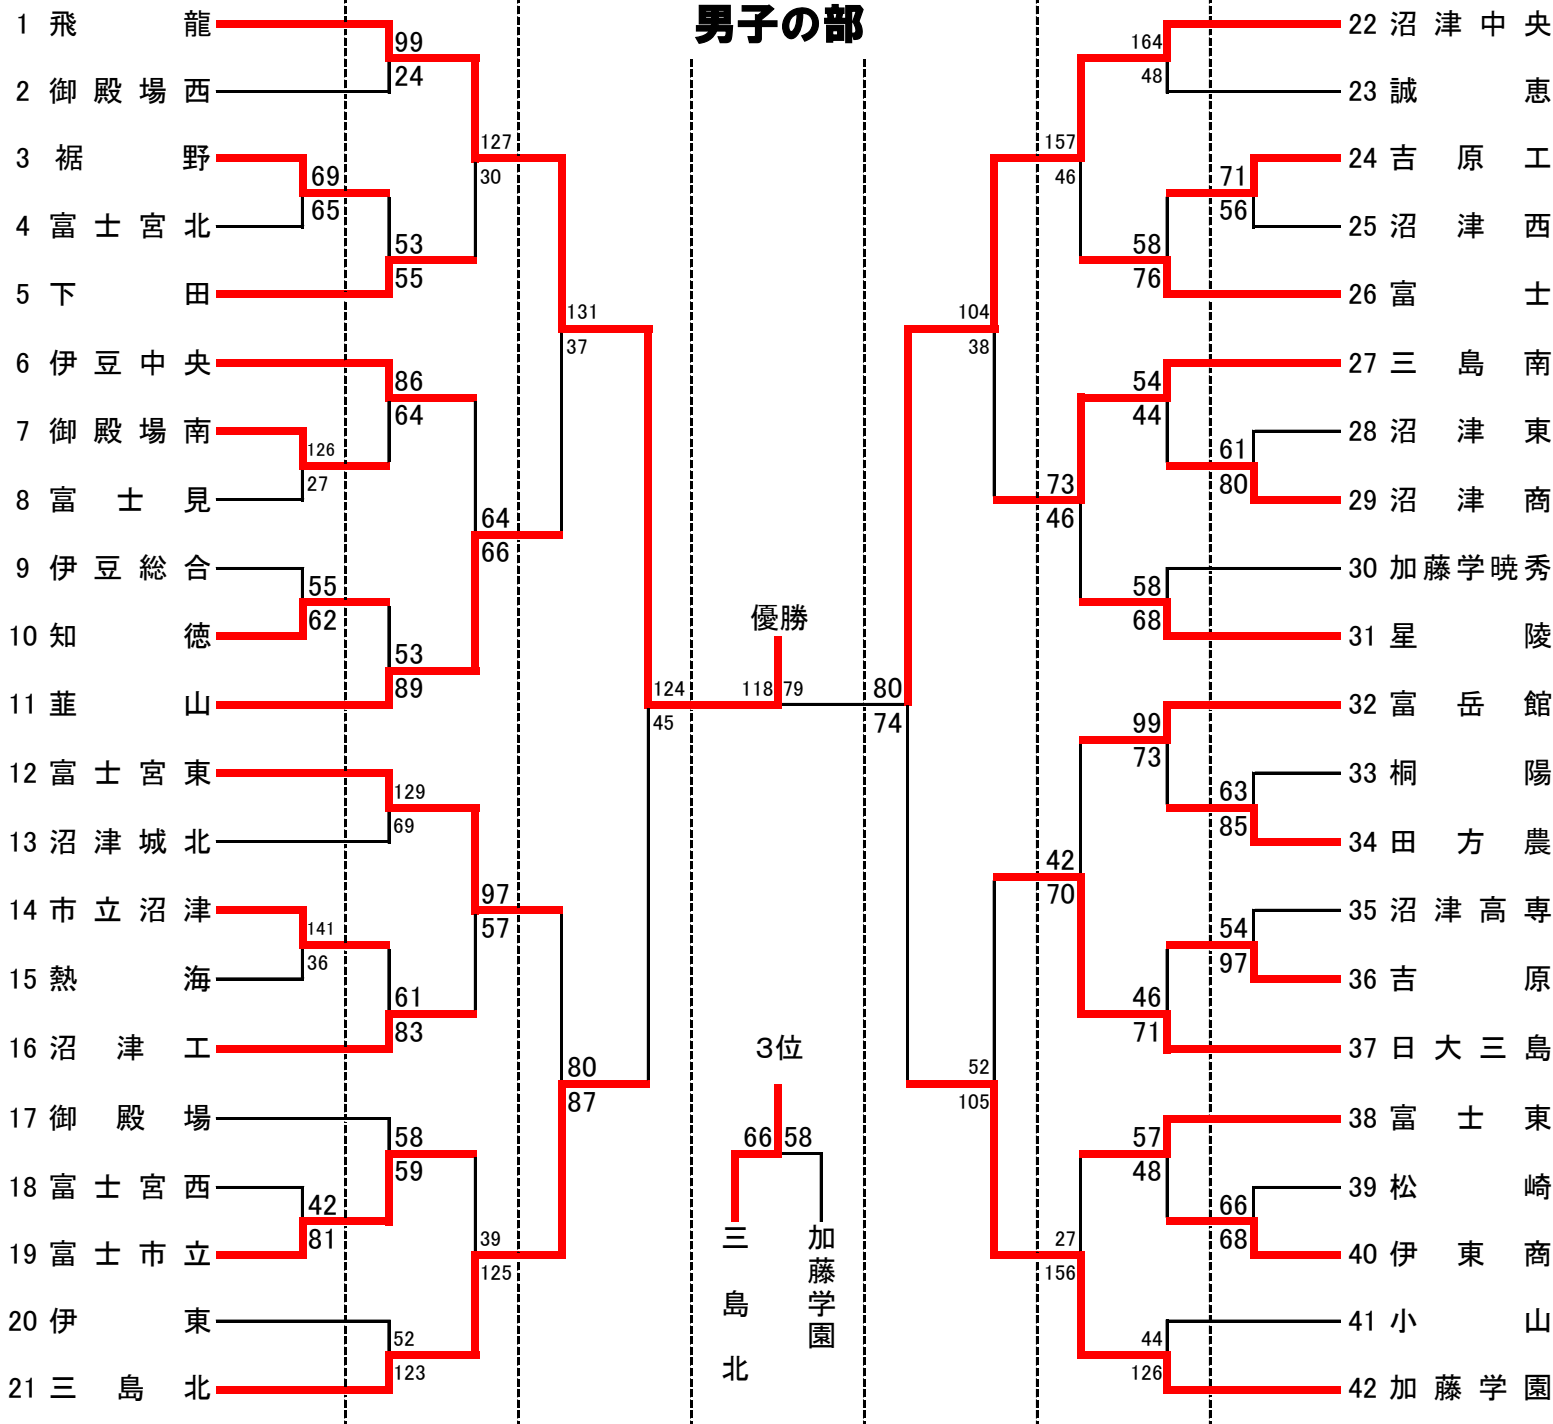 男子の部
1 飛龍
99
24
2 御殿場西
127
30
3 裾野
69
65
4 富士宮北
53
55
5 下田
131
37
6 伊豆中央
86
64
7 御殿場南
126
27
8 富士見
64
66
9 伊豆総合
55
62
10 知徳
53
89
11 韮山
124
45
12 富士宮東
129
69
13 沼津城北
97
57
14 市立沼津
141
36
15 熱海
61
83
16 沼津工
80
87
17 御殿場
58
59
18 富士宮西
42
81
19 富士市立
39
125
20 伊東
52
123
21 三島北
優勝
118 79
3位
66 58
三島北
加藤学園
22 沼津中央
164
48
23 誠恵
157
46
24 吉原工
71
56
25 沼津西
58
76
26 富士
104
38
27 三島南
54
44
28 沼津東
61
80
29 沼津商
73
46
30 加藤学暁秀
58
68
31 星陵
80
74
32 富岳館
99
73
33 桐陽
63
85
34 田方農
42
70
35 沼津高専
54
97
36 吉原
46
71
37 日大三島
52
105
38 富士東
57
48
39 松崎
66
68
40 伊東商
27
156
41 小山
44
126
42 加藤学園